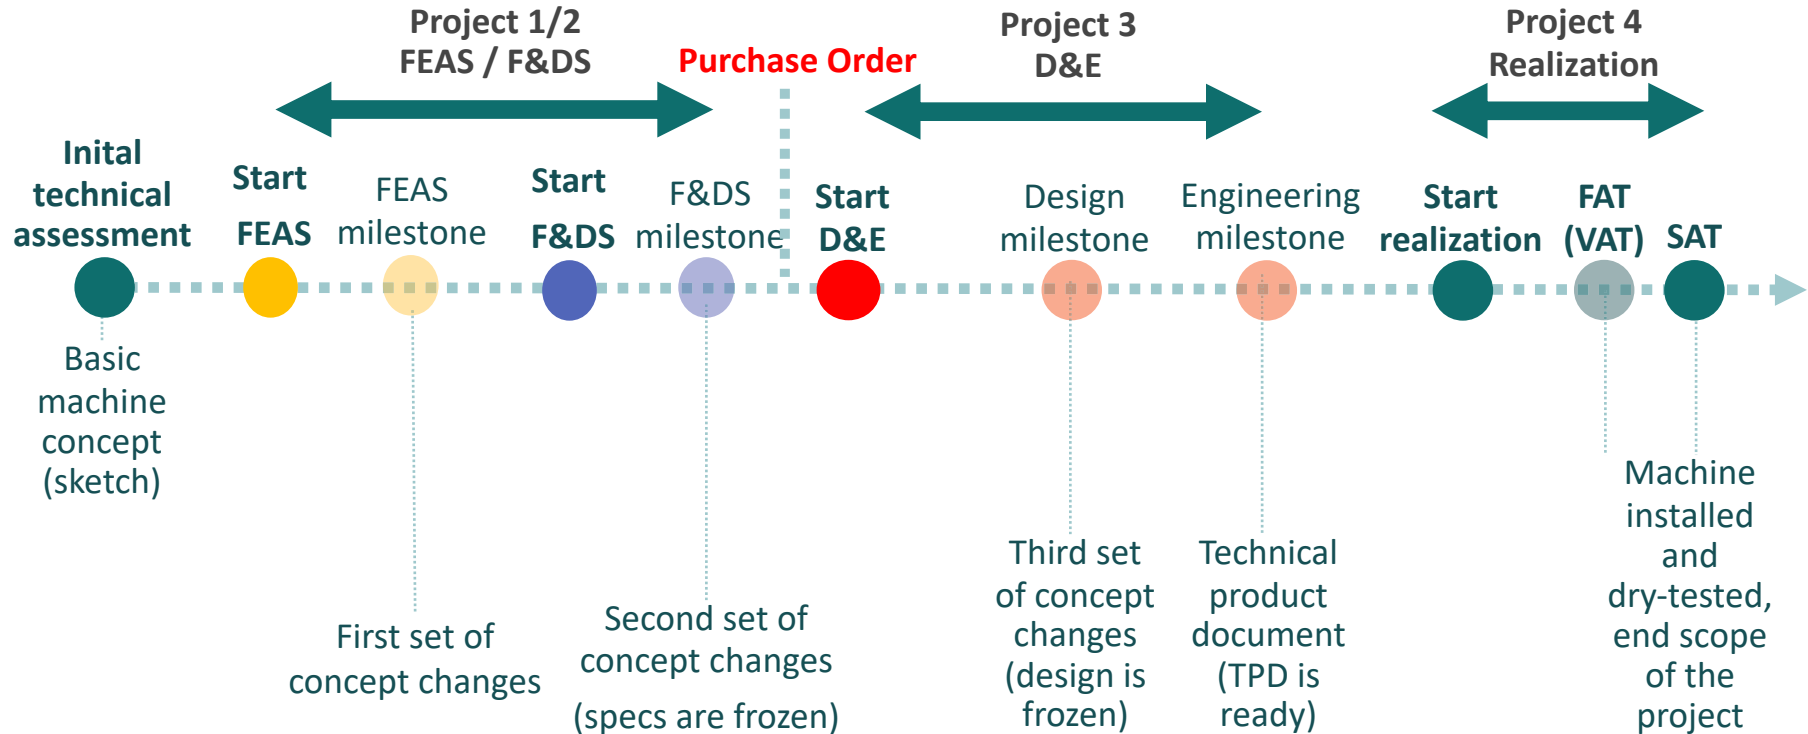 Project 1/2
FEAS / F&DS
Purchase Order
Project 3
D&E
Project 4
Realization
Inital
technical
assessment
Start
FEAS
FEAS
milestone
Start
F&DS
F&DS
milestone
Start
D&E
Design
milestone
Engineering
milestone
Start
realization
FAT
(VAT)
SAT
Basic
machine
concept
(sketch)
First set of
concept changes
Second set of
concept changes
(specs are frozen)
Third set
of concept
changes
(design is
frozen)
Technical
product
document
(TPD is
ready)
Machine
installed
and
dry-tested,
end scope
of the
project